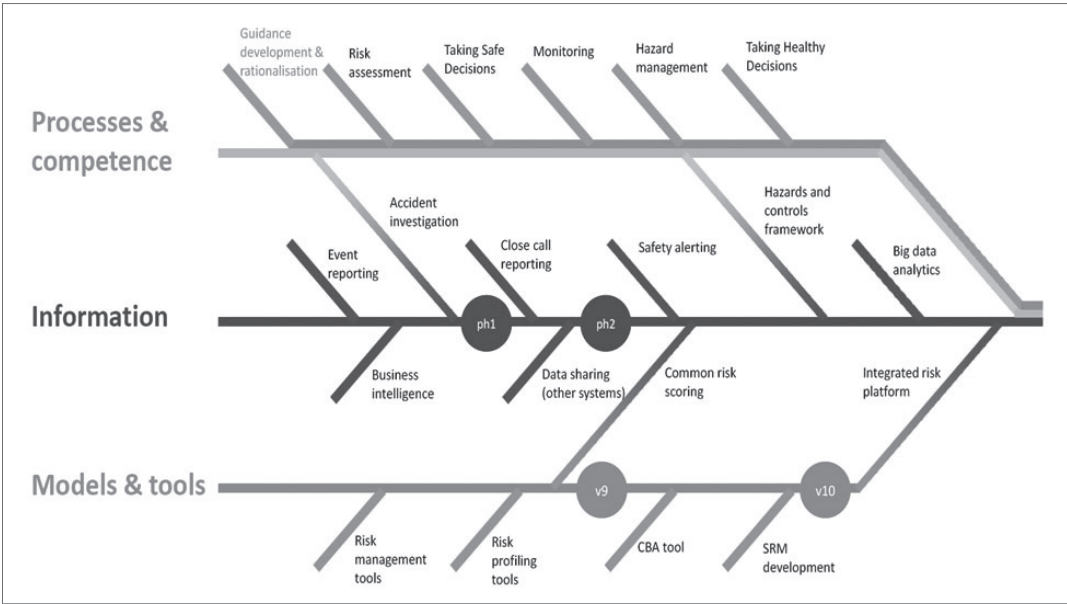 Guidance
development &
rationalisation
Risk
assessment
Taking Safe
Decisions
Monitoring
Hazard
management
Taking Healthy
Decisions
Processes &
competence
Accident
investigation
Hazards and
controls
framework
Event
reporting
Close call
reporting
Safety alerting
Big data
analytics
Information
ph1
ph2
Business
intelligence
Data sharing
(other systems)
Common risk
scoring
Integrated risk
platform
Models & tools
v9
v10
Risk
management
tools
Risk
profiling
tools
CBA tool
SRM
development